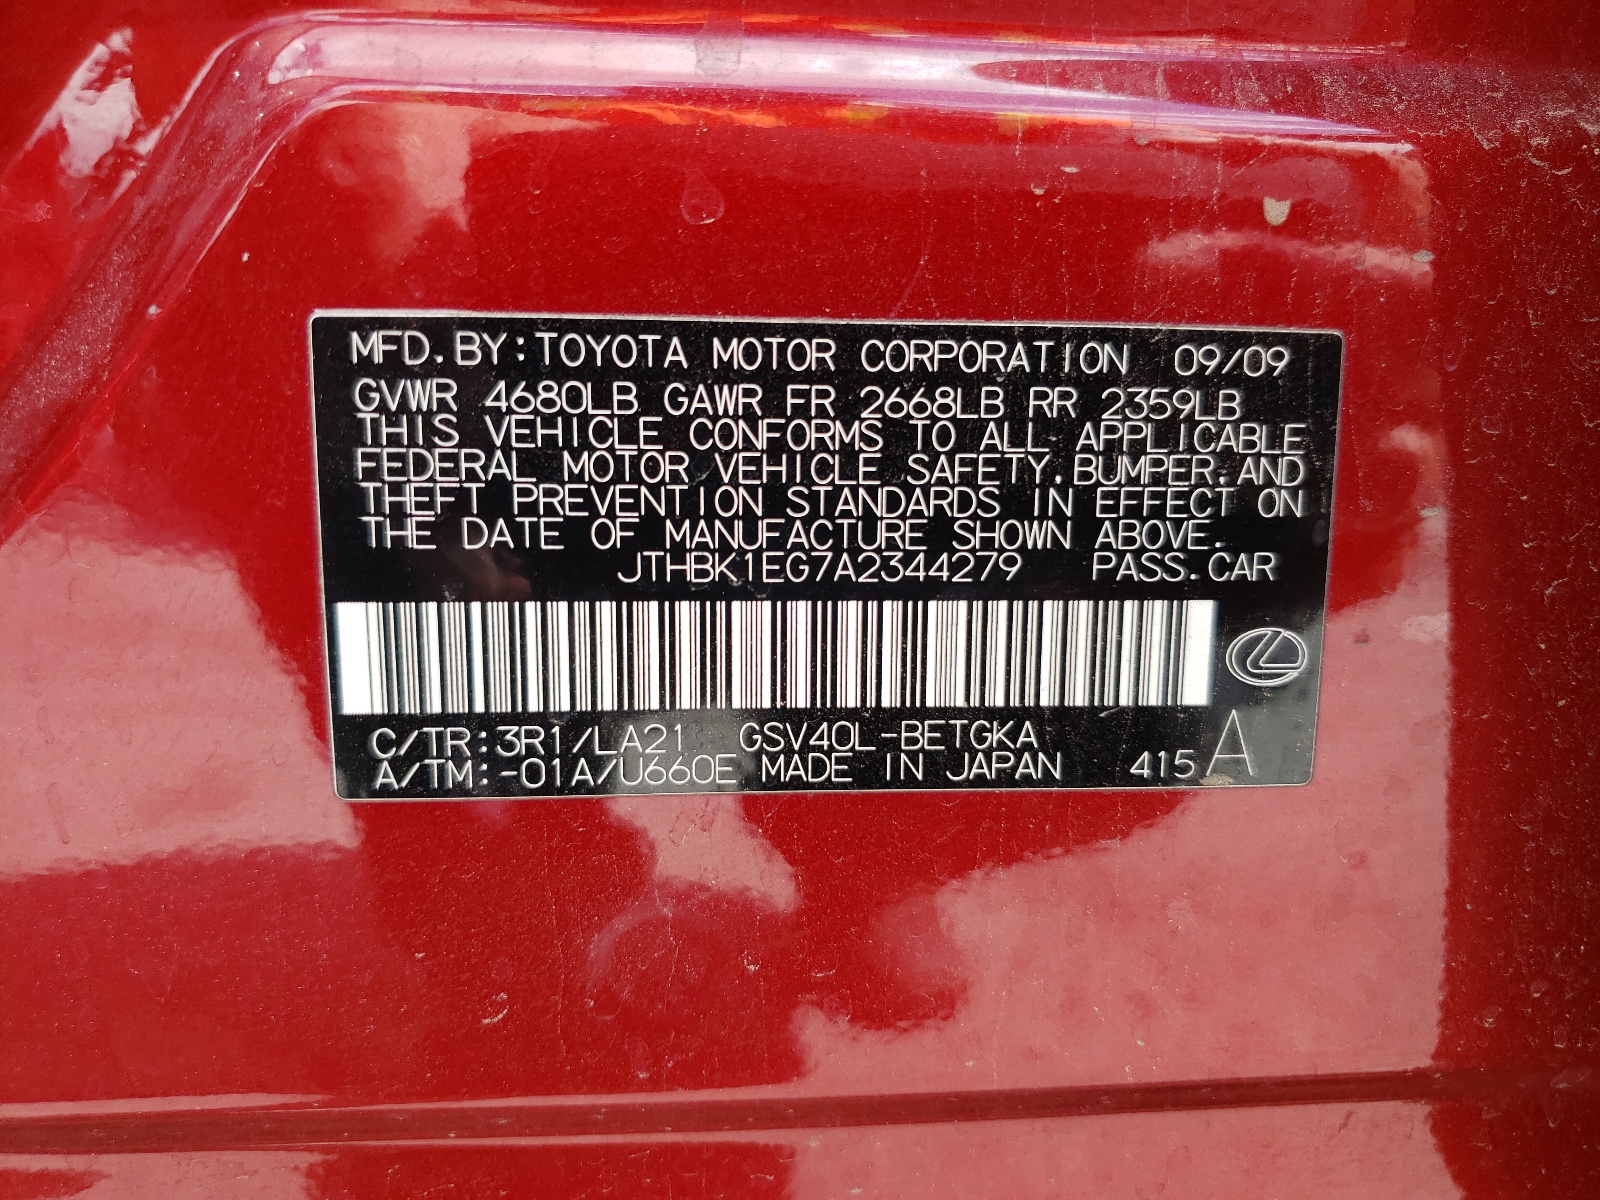 MFD.BY:TOYOTA MOTOR CORPORATION 09/09
GVWR 4680LB GAWR FR 2668LB RR 2359LB
THIS VEHICLE CONFORMS TO ALL APPLICABLE
FEDERAL MOTOR VEHICLE SAFETY.BUMPER.AND
THEFT PREVENTION STANDARDS IN EFFECT ON
THE DATE OF MANUFACTURE SHOWN ABOVE.
JTHBK1EG7A2344279 PASS.CAR
C/TR:3R1/LA21 GSV40L-BETGKA
A/TM:-01A/U660E MADE IN JAPAN 415 A